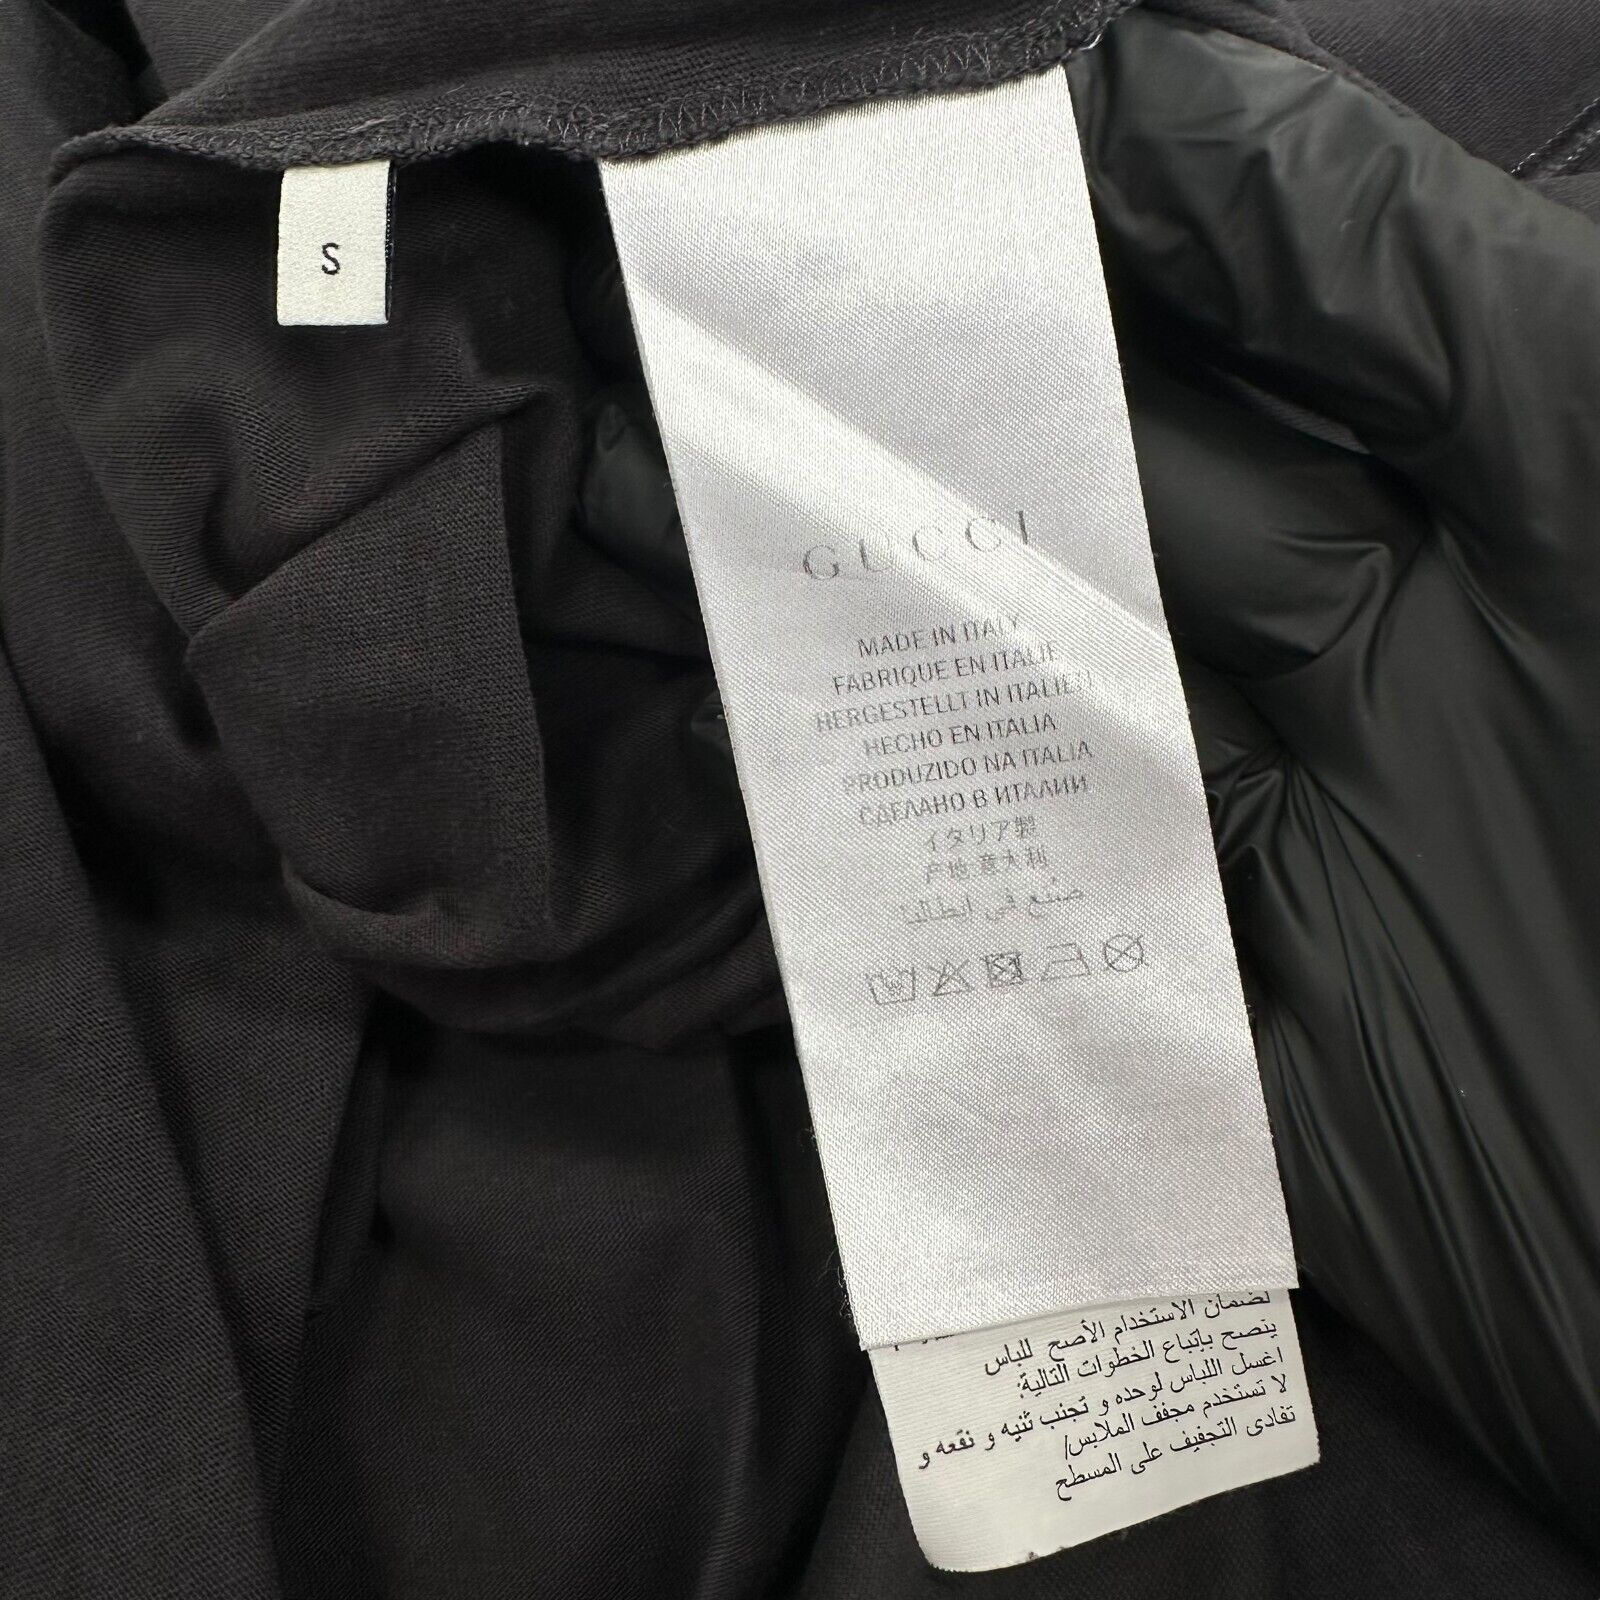 S
GUCCI
MADE IN ITALY
FABRIQUE EN ITALIE
HERGESTELLT IN ITALIEN
HECHO EN ITALIA
PRODUZIDO NA ITALIA
СДЕЛАНО В ИТАЛИИ
イタリア製
产地 意大利
صنع في ايطاليا
لضمان الاستخدام الأصح للباس
ينصح بإتباع الخطوات التالية:
اغسل اللباس لوحده و تجنب ثنيه و نقعه و
لا تستخدم مجفف الملابس/
تفادى التجفيف على المسطح